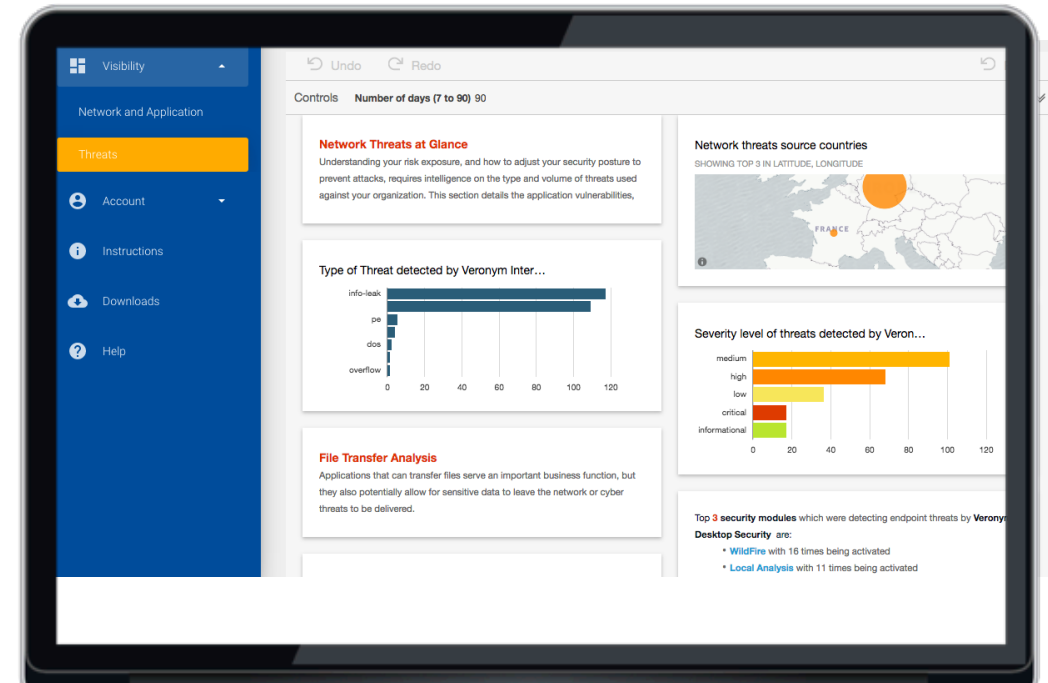 Visibility
Network and Application
Threats
Account
Instructions
Downloads
Help
Undo
Redo
Controls Number of days (7 to 90) 90
Network Threats at Glance
Understanding your risk exposure, and how to adjust your security posture to
prevent attacks, requires intelligence on the type and volume of threats used
against your organization. This section details the application vulnerabilities,
Type of Threat detected by Veronym Inter...
info-leak
pe
dos
overflow
0 20 40 60 80 100 120
File Transfer Analysis
Applications that can transfer files serve an important business function, but
they also potentially allow for sensitive data to leave the network or cyber
threats to be delivered.
Network threats source countries
SHOWING TOP 3 IN LATITUDE, LONGITUDE
FRANCE
Severity level of threats detected by Veron...
medium
high
low
critical
informational
0 20 40 60 80 100 120
Top 3 security modules which were detecting endpoint threats by Verony
Desktop Security are:
• WildFire with 16 times being activated
• Local Analysis with 11 times being activated